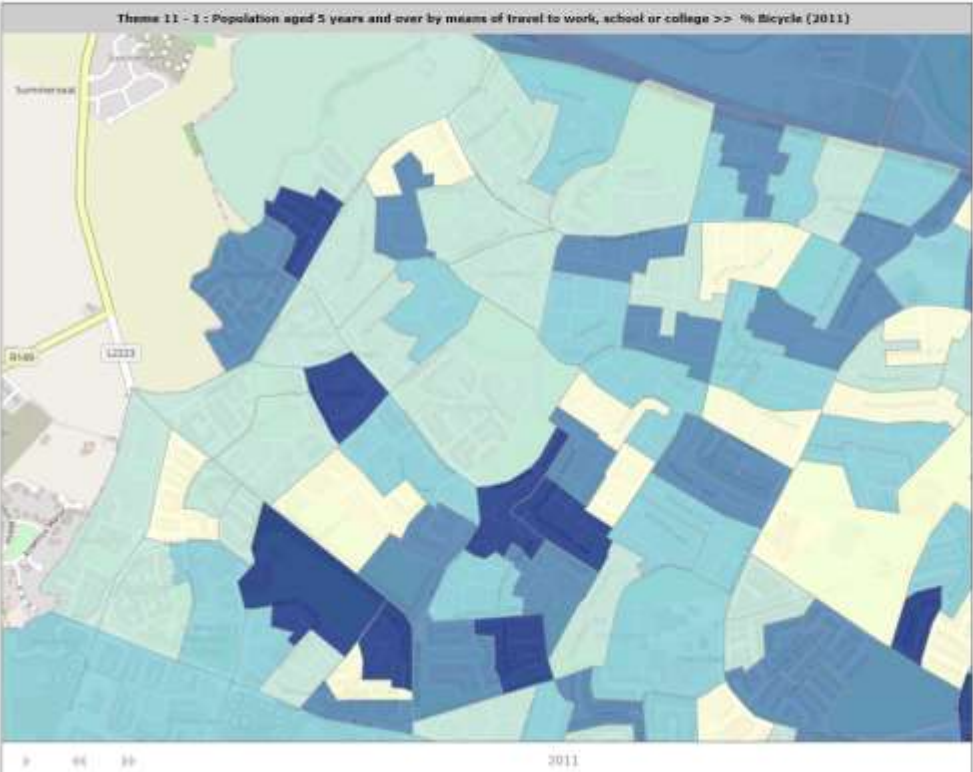 Theme 11 - 1 : Population aged 5 years and over by means of travel to work, school or college >> % Bicycle (2011)
Summerseat
R149
L2223
2011